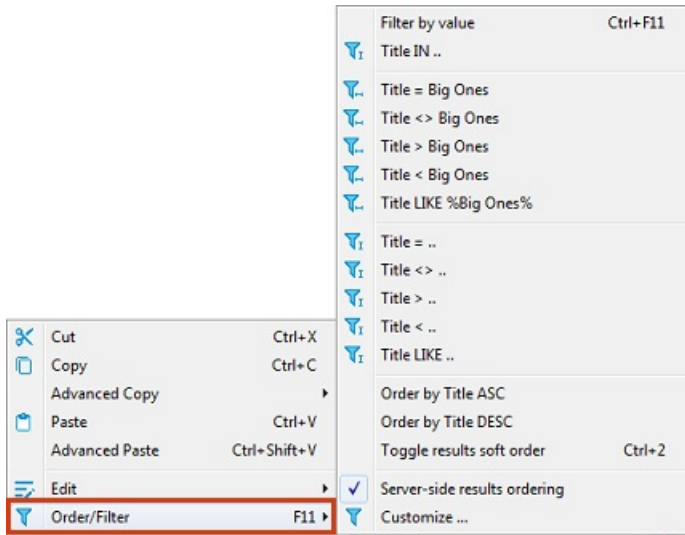 Filter by value Ctrl+F11
Title IN ..
Title = Big Ones
Title <> Big Ones
Title > Big Ones
Title < Big Ones
Title LIKE %Big Ones%
Title = ..
Title <> ..
Title > ..
Title < ..
Title LIKE ..
Order by Title ASC
Order by Title DESC
Toggle results soft order Ctrl+2
Server-side results ordering
Customize ...
Cut Ctrl+X
Copy Ctrl+C
Advanced Copy
Paste Ctrl+V
Advanced Paste Ctrl+Shift+V
Edit
Order/Filter F11